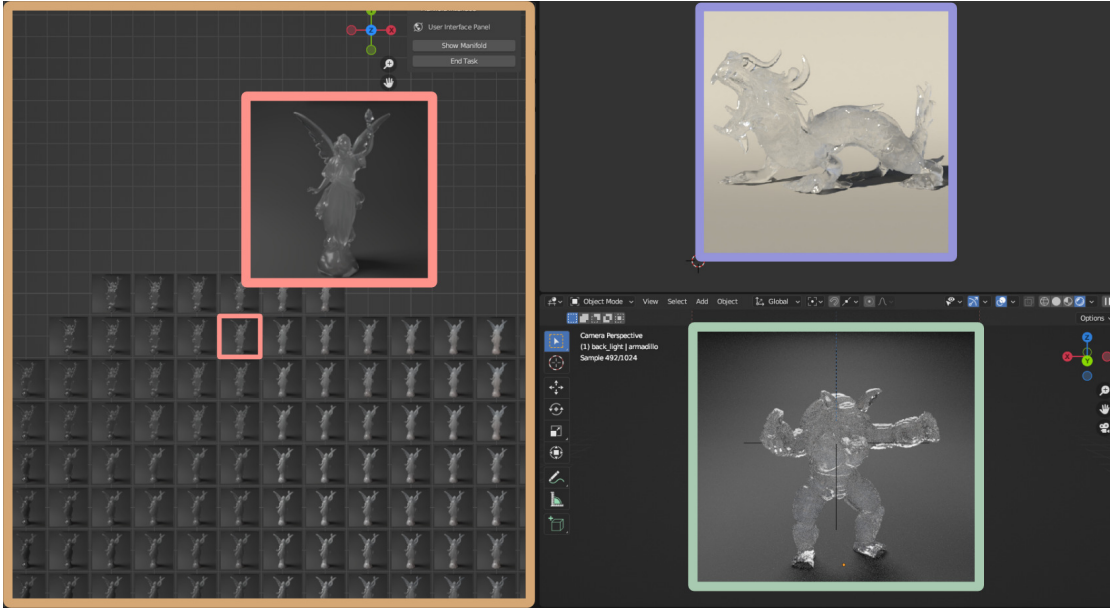 User Interface Panel
Show Manifold
End Task
X
Z
Object Mode
View
Select
Add
Object
Global
Options
Camera Perspective
(1) back_light | armadillo
Sample 492/1024
Z
X
Y